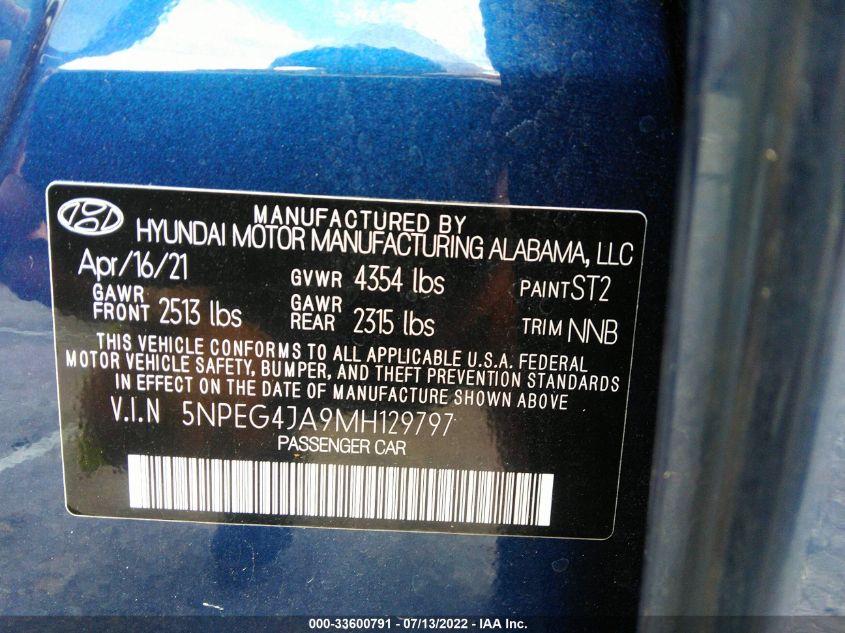 MANUFACTURED BY
HYUNDAI MOTOR MANUFACTURING ALABAMA, LLC
Apr/16/21 GVWR 4354 lbs PAINT ST2
GAWR FRONT 2513 lbs GAWR REAR 2315 lbs TRIM NNB
THIS VEHICLE CONFORMS TO ALL APPLICABLE U.S.A. FEDERAL
MOTOR VEHICLE SAFETY, BUMPER, AND THEFT PREVENTION STANDARDS
IN EFFECT ON THE DATE OF MANUFACTURE SHOWN ABOVE
V.I.N 5NPEG4JA9MH129797
PASSENGER CAR
000-33600791 - 07/13/2022 - IAA Inc.